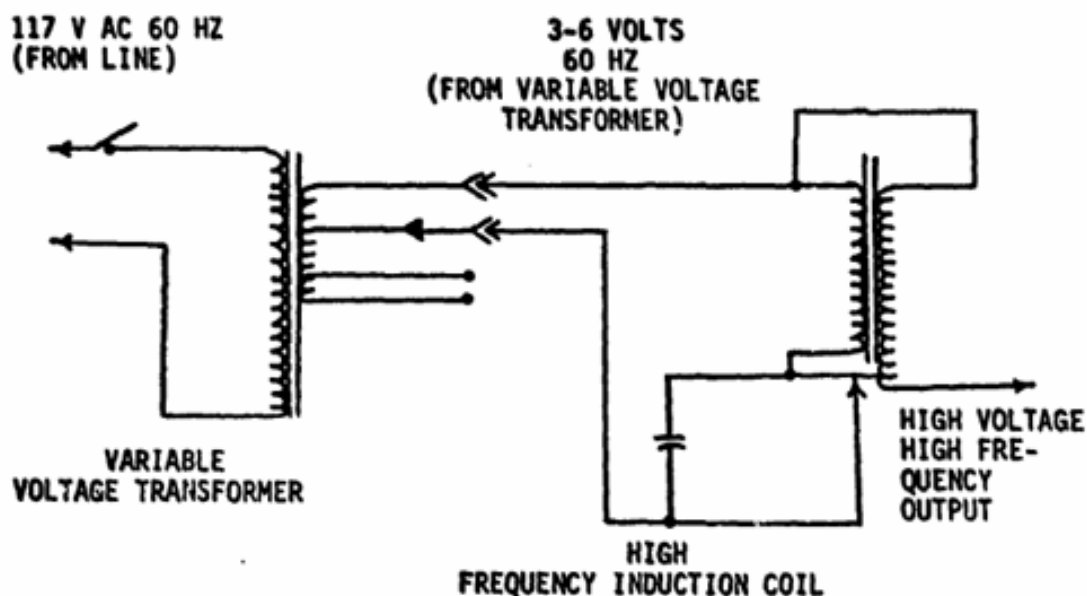 117 V AC 60 HZ
(FROM LINE)
3-6 VOLTS
60 HZ
(FROM VARIABLE VOLTAGE
TRANSFORMER)
VARIABLE
VOLTAGE TRANSFORMER
HIGH VOLTAGE
HIGH FRE-
QUENCY
OUTPUT
HIGH
FREQUENCY INDUCTION COIL